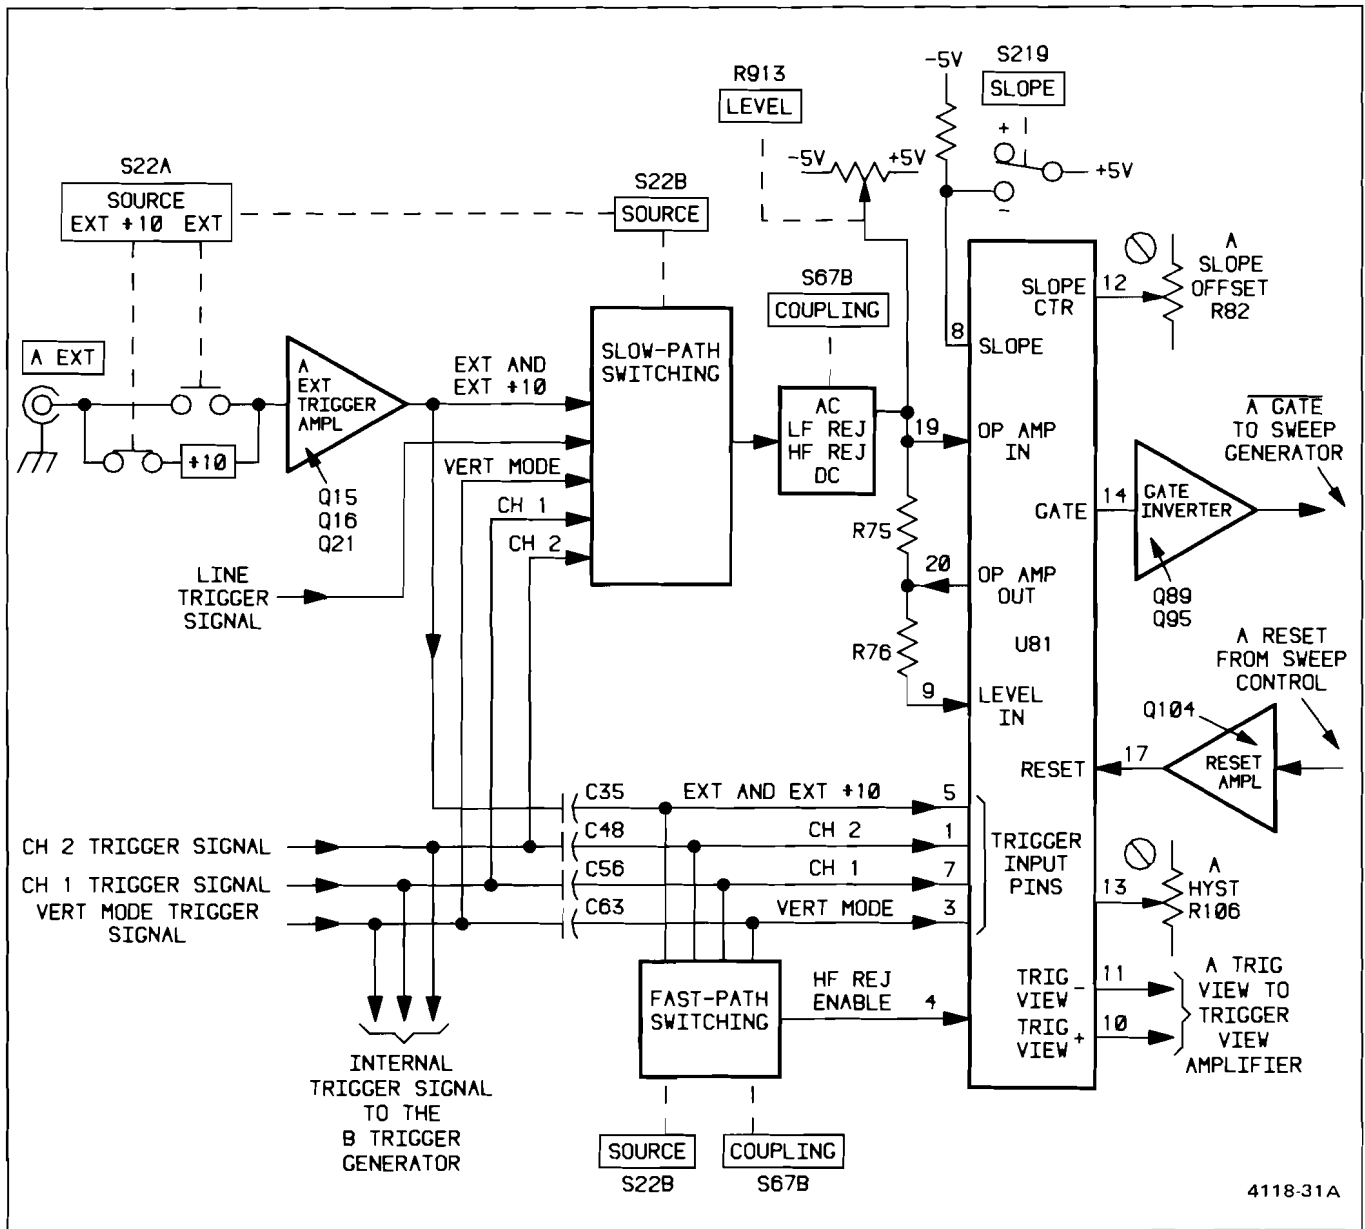 -5V
S219
SLOPE
R913
LEVEL
+
-5V
+5V
+5V
-
S22A
SOURCE
EXT ÷10 EXT
S22B
SOURCE
A EXT
÷10
A
EXT
TRIGGER
AMPL
Q15
Q16
Q21
EXT AND
EXT ÷10
VERT MODE
CH 1
CH 2
LINE
TRIGGER
SIGNAL
SLOW-PATH
SWITCHING
S67B
COUPLING
AC
LF REJ
HF REJ
DC
8
SLOPE
SLOPE
CTR
12
A
SLOPE
OFFSET
R82
19
OP AMP
IN
R75
GATE
14
GATE
INVERTER
Q89
Q95
A GATE
TO SWEEP
GENERATOR
20
OP AMP
OUT
U81
R76
9
LEVEL
IN
A RESET
FROM SWEEP
CONTROL
Q104
RESET
17
RESET
AMPL
C35
EXT AND EXT ÷10
5
CH 2 TRIGGER SIGNAL
C48
CH 2
1
CH 1 TRIGGER SIGNAL
C56
CH 1
7
VERT MODE TRIGGER
SIGNAL
C63
VERT MODE
3
TRIGGER
INPUT
PINS
13
A
HYST
R106
FAST-PATH
SWITCHING
HF REJ
ENABLE
4
TRIG
VIEW -
11
TRIG
VIEW +
10
A TRIG
VIEW TO
TRIGGER
VIEW
AMPLIFIER
INTERNAL
TRIGGER SIGNAL
TO THE
B TRIGGER
GENERATOR
SOURCE
S22B
COUPLING
S67B
4118-31A